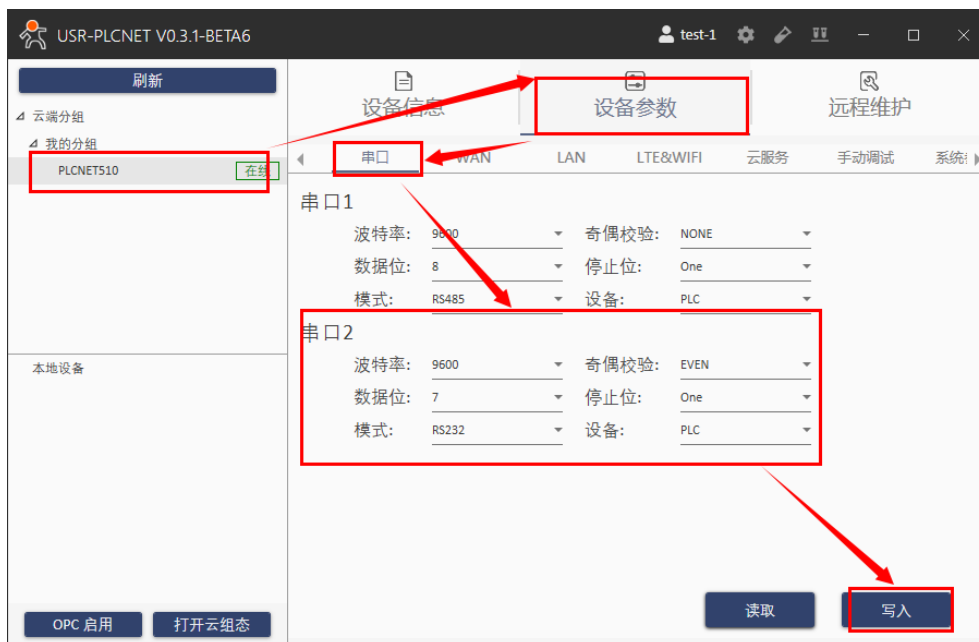 USR-PLCNET V0.3.1-BETA6
test-1
刷新
云端分组
我的分组
PLCNET510
在线
本地设备
OPC 启用
打开云组态
设备信息
设备参数
远程维护
串口
WAN
LAN
LTE&WIFI
云服务
手动调试
串口1
波特率: 9600 奇偶校验: NONE
数据位: 8 停止位: One
模式: RS485 设备: PLC
串口2
波特率: 9600 奇偶校验: EVEN
数据位: 7 停止位: One
模式: RS232 设备: PLC
读取
写入